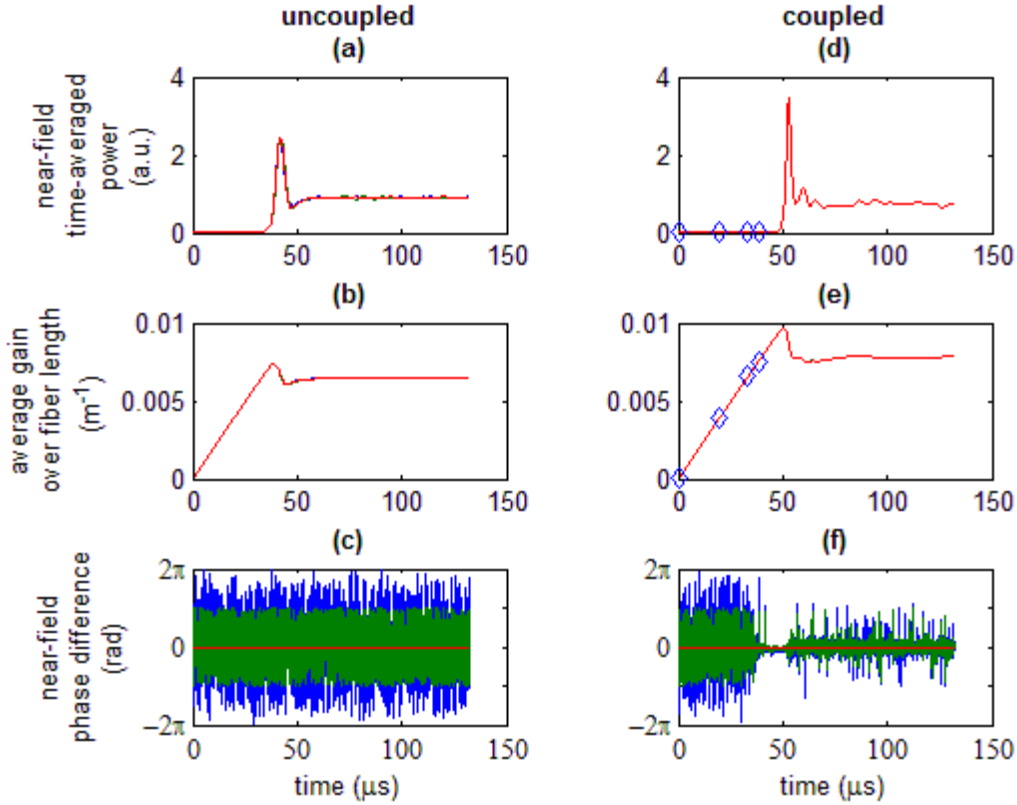 uncoupled
(a)
near-field
time-averaged
power
(a.u.)
4
2
0
0 50 100 150
(b)
average gain
over fiber length
(m⁻¹)
0.01
0.005
0
0 50 100 150
(c)
near-field
phase difference
(rad)
2π
0
−2π
0 50 100 150
time (μs)
coupled
(d)
4
2
0
0 50 100 150
(e)
0.01
0.005
0
0 50 100 150
(f)
2π
0
−2π
0 50 100 150
time (μs)